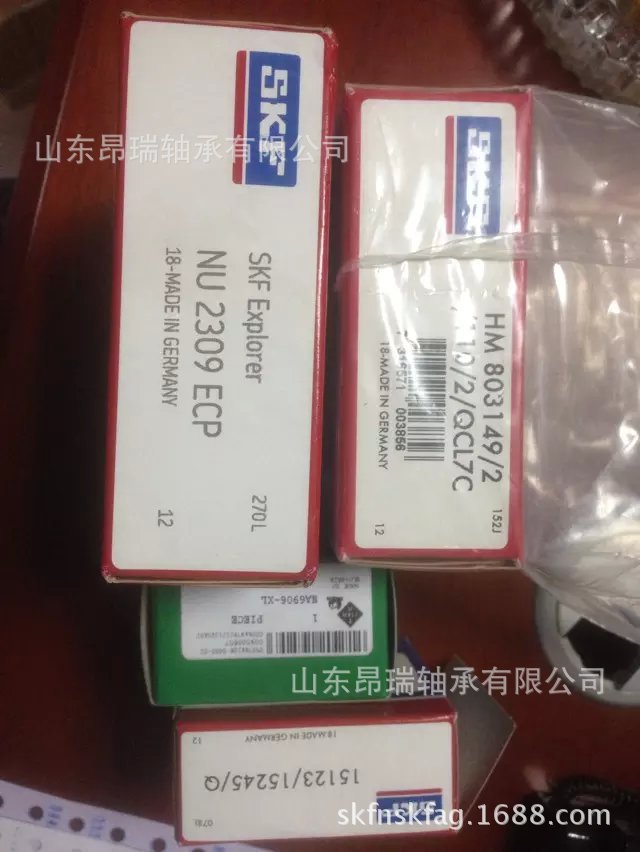 SKF
SKF Explorer
NU 2309 ECP
18-MADE IN GERMANY
270L
12
山东昂瑞轴承有限公司
SKF
HM 803149/2
10/2/QCL7C
003856
18-MADE IN GERMANY
152J
12
NA6906-XL
1
PIECE
山东昂瑞轴承有限公司
18-MADE IN GERMANY
12
15123/15245/Q
SKF
skfnskfag.1688.com